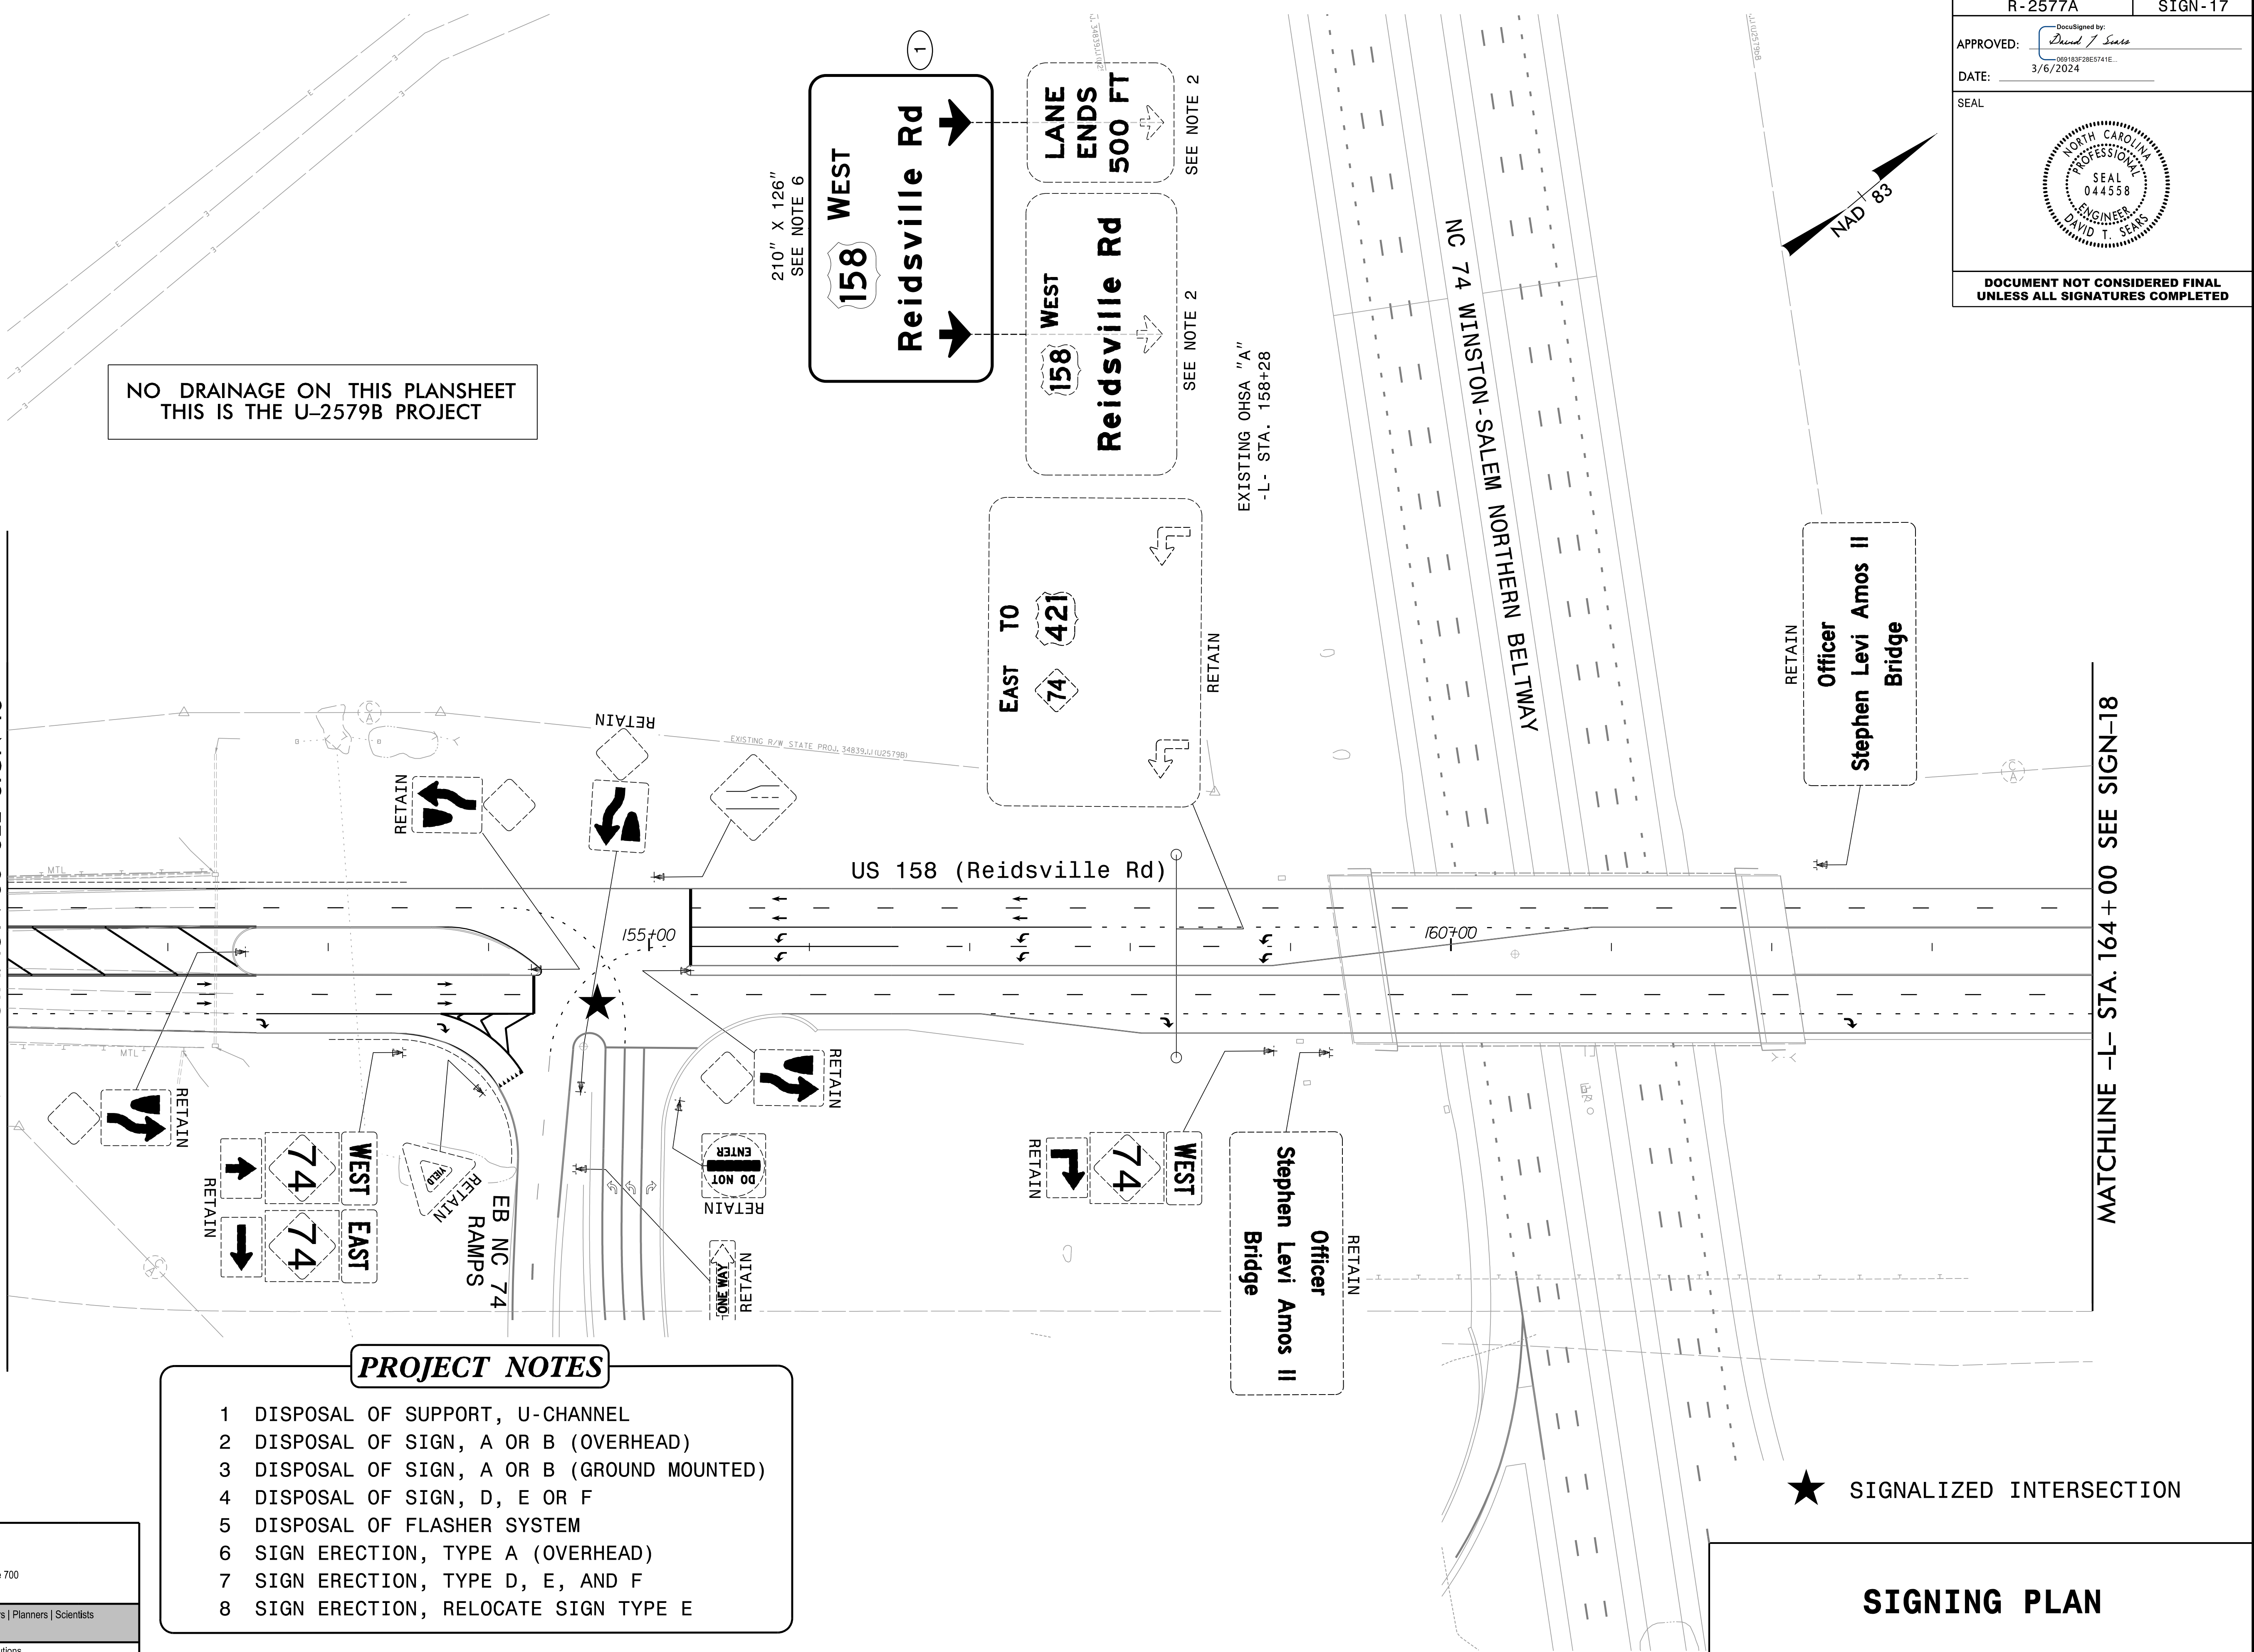 R-2577A
SIGN-17
DocuSigned by:
APPROVED:
David T Sears
069183F28E5741E...
DATE:
3/6/2024
SEAL
NORTH CAROLINA
PROFESSIONAL
SEAL
044558
ENGINEER
DAVID T. SEARS
DOCUMENT NOT CONSIDERED FINAL
UNLESS ALL SIGNATURES COMPLETED
NAD 83
NO DRAINAGE ON THIS PLANSHEET
THIS IS THE U-2579B PROJECT
1
210" X 126"
SEE NOTE 6
158 WEST
Reidsville Rd
LANE
ENDS
500 FT
SEE NOTE 2
158 WEST
Reidsville Rd
SEE NOTE 2
EXISTING OHSA "A"
-L- STA. 158+28
EAST TO
74 421
RETAIN
NC 74 WINSTON-SALEM NORTHERN BELTWAY
RETAIN
Officer
Stephen Levi Amos II
Bridge
MATCHLINE -L- STA. 164+00 SEE SIGN-18
EXISTING R/W STATE PROJ. 34839.1.1 (U2579B)
RETAIN
RETAIN
US 158 (Reidsville Rd)
155+00
160+00
MTL
MTL
C
A
C
A
C
A
RETAIN
WEST
74
EAST
74
RETAIN
YIELD
RETAIN
EB NC 74
RAMPS
RETAIN
DO NOT
ENTER
RETAIN
ONE WAY
RETAIN
WEST
74
RETAIN
Officer
Stephen Levi Amos II
Bridge
RETAIN
PROJECT NOTES
1 DISPOSAL OF SUPPORT, U-CHANNEL
2 DISPOSAL OF SIGN, A OR B (OVERHEAD)
3 DISPOSAL OF SIGN, A OR B (GROUND MOUNTED)
4 DISPOSAL OF SIGN, D, E OR F
5 DISPOSAL OF FLASHER SYSTEM
6 SIGN ERECTION, TYPE A (OVERHEAD)
7 SIGN ERECTION, TYPE D, E, AND F
8 SIGN ERECTION, RELOCATE SIGN TYPE E
★ SIGNALIZED INTERSECTION
SIGNING PLAN
700
| Planners | Scientists